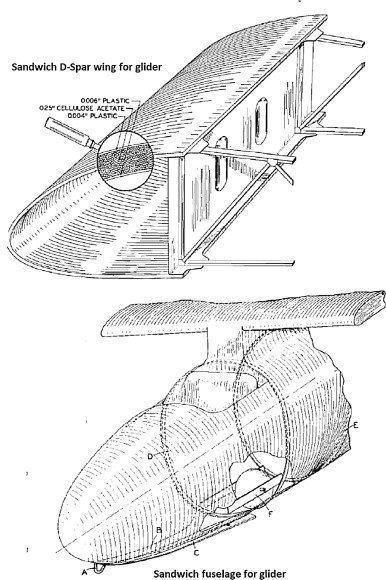 Sandwich D-Spar wing for glider
0.006" PLASTIC
025" CELLULOSE ACETATE
0.004" PLASTIC
E
D
F
B
C
A
Sandwich fuselage for glider